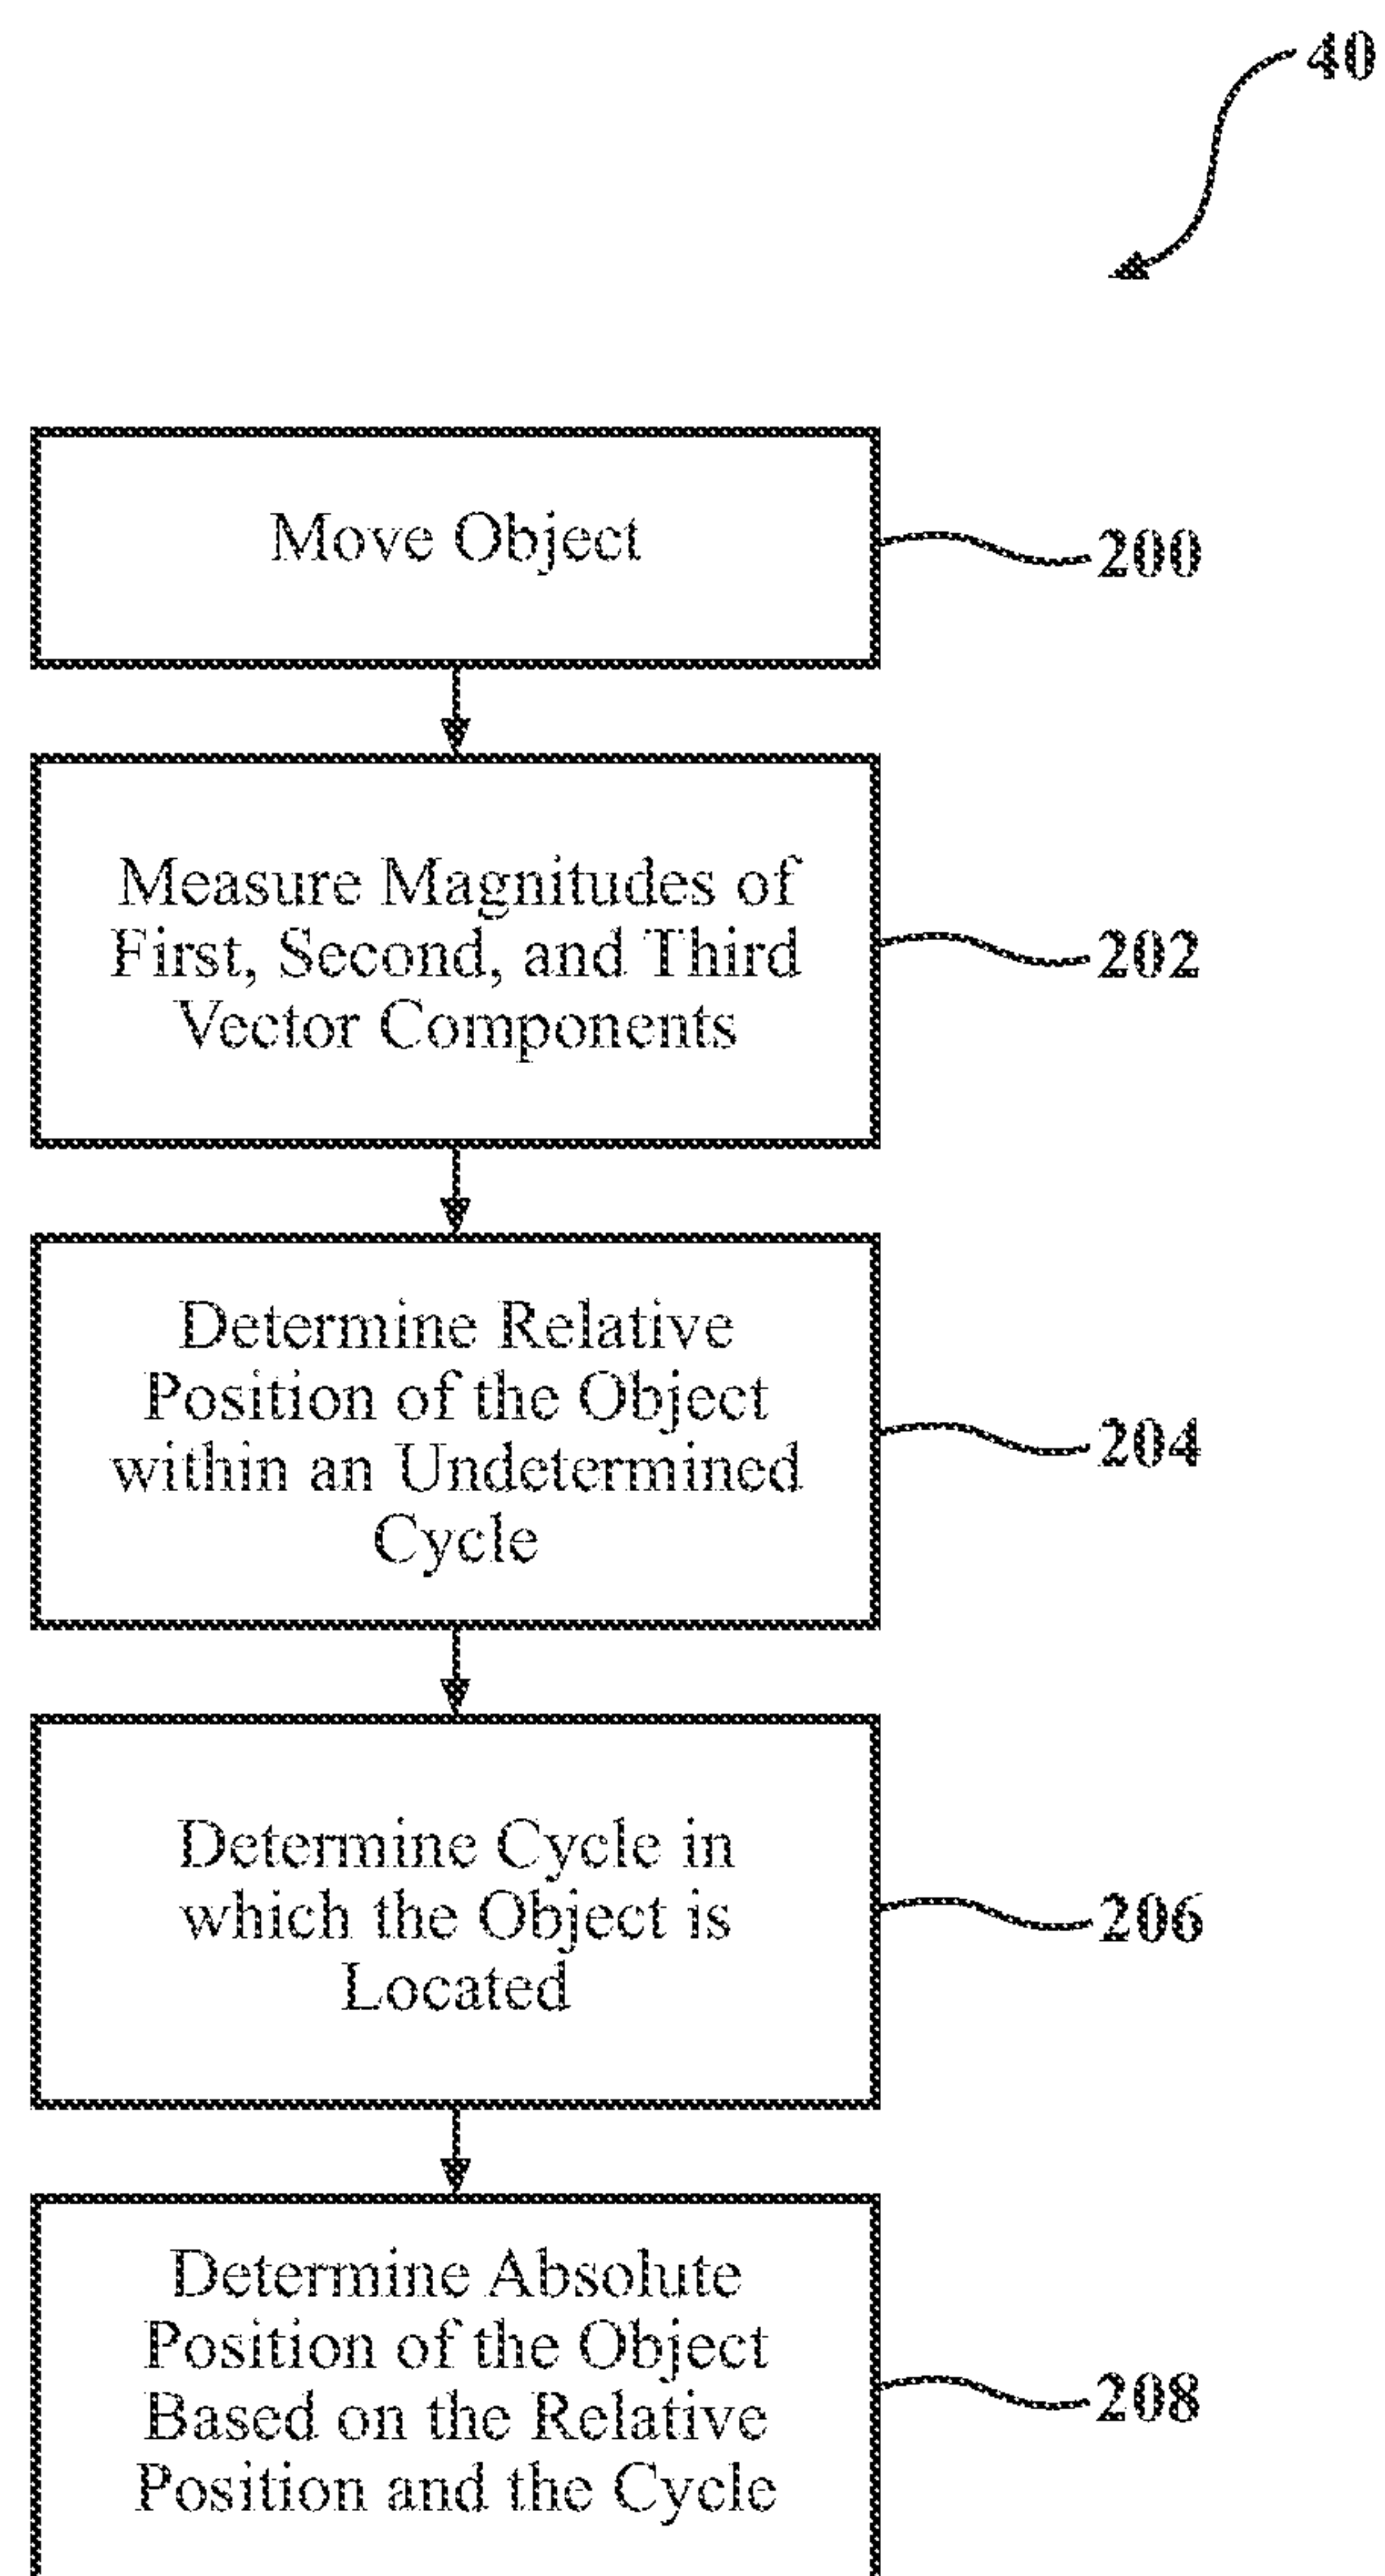 40
Move Object
200
Measure Magnitudes of
First, Second, and Third
Vector Components
202
Determine Relative
Position of the Object
within an Undetermined
Cycle
204
Determine Cycle in
which the Object is
Located
206
Determine Absolute
Position of the Object
Based on the Relative
Position and the Cycle
208